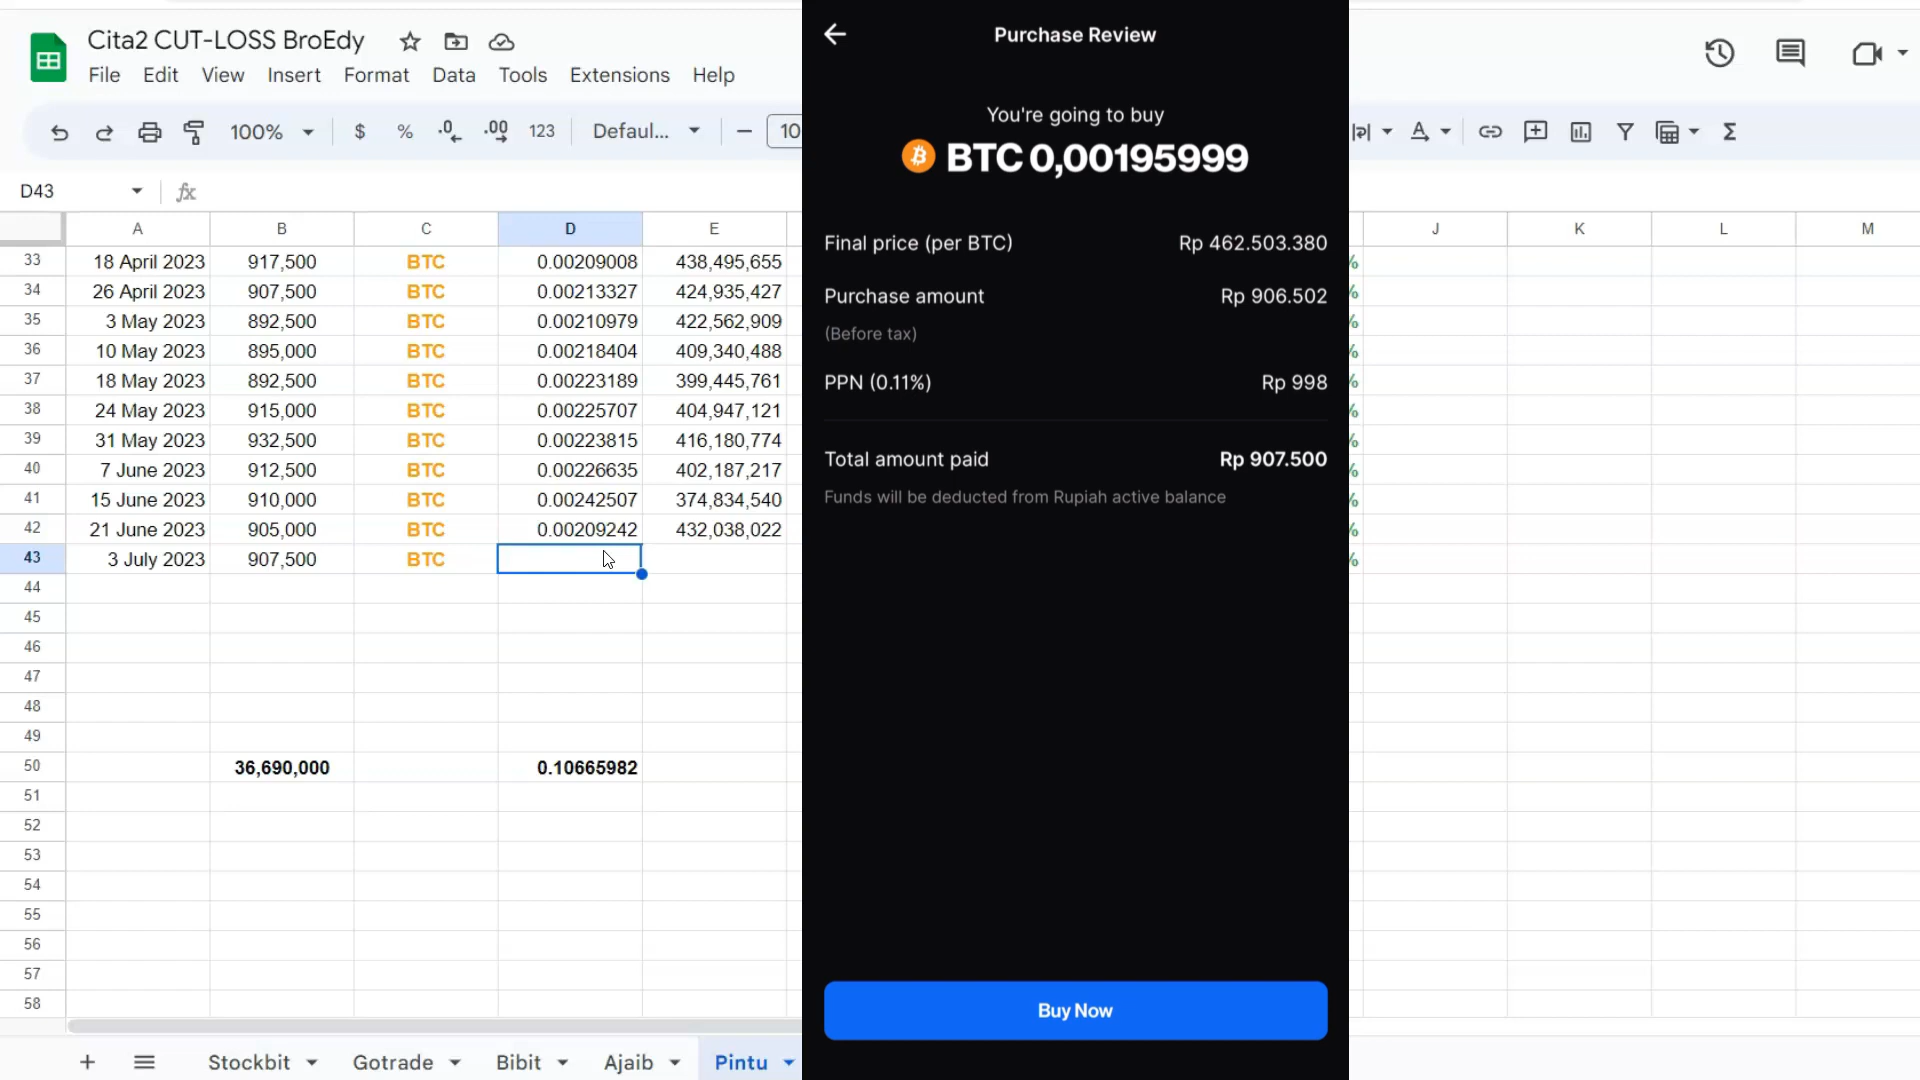 Cita2 CUT-LOSS BroEdy
File Edit View Insert Format Data Tools Extensions Help
100% $ % .0 .00 123 Defaul... − 10
D43 fx
A B C D E
33 18 April 2023 917,500 BTC 0.00209008 438,495,655
34 26 April 2023 907,500 BTC 0.00213327 424,935,427
35 3 May 2023 892,500 BTC 0.00210979 422,562,909
36 10 May 2023 895,000 BTC 0.00218404 409,340,488
37 18 May 2023 892,500 BTC 0.00223189 399,445,761
38 24 May 2023 915,000 BTC 0.00225707 404,947,121
39 31 May 2023 932,500 BTC 0.00223815 416,180,774
40 7 June 2023 912,500 BTC 0.00226635 402,187,217
41 15 June 2023 910,000 BTC 0.00242507 374,834,540
42 21 June 2023 905,000 BTC 0.00209242 432,038,022
43 3 July 2023 907,500 BTC
44
45
46
47
48
49
50 36,690,000 0.10665982
51
52
53
54
55
56
57
58
+ Stockbit Gotrade Bibit Ajaib Pintu
Purchase Review
You're going to buy
BTC 0,00195999
Final price (per BTC) Rp 462.503.380
Purchase amount Rp 906.502
(Before tax)
PPN (0.11%) Rp 998
Total amount paid Rp 907.500
Funds will be deducted from Rupiah active balance
Buy Now
A Σ
J K L M
%
%
%
%
%
%
%
%
%
%
%